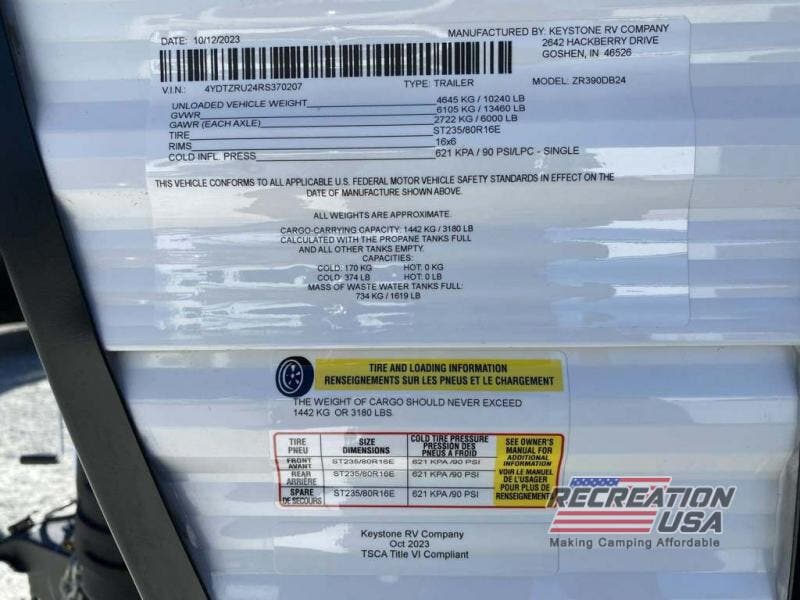 DATE: 10/12/2023
MANUFACTURED BY: KEYSTONE RV COMPANY
2642 HACKBERRY DRIVE
GOSHEN, IN 46526
V.I.N.: 4YDTZRU24RS370207 TYPE: TRAILER MODEL: ZR390DB24
UNLOADED VEHICLE WEIGHT 4645 KG / 10240 LB
GVWR 6105 KG / 13460 LB
GAWR (EACH AXLE) 2722 KG / 6000 LB
TIRE ST235/80R16E
RIMS 16x6
COLD INFL. PRESS 621 KPA / 90 PSI/LPC - SINGLE
THIS VEHICLE CONFORMS TO ALL APPLICABLE U.S. FEDERAL MOTOR VEHICLE SAFETY STANDARDS IN EFFECT ON THE
DATE OF MANUFACTURE SHOWN ABOVE.
ALL WEIGHTS ARE APPROXIMATE.
CARGO-CARRYING CAPACITY: 1442 KG / 3180 LB
CALCULATED WITH THE PROPANE TANKS FULL
AND ALL OTHER TANKS EMPTY.
CAPACITIES:
COLD: 170 KG HOT: 0 KG
COLD: 374 LB HOT: 0 LB
MASS OF WASTE WATER TANKS FULL:
734 KG / 1619 LB
TIRE AND LOADING INFORMATION
RENSEIGNEMENTS SUR LES PNEUS ET LE CHARGEMENT
THE WEIGHT OF CARGO SHOULD NEVER EXCEED
1442 KG OR 3180 LBS.
TIRE
PNEU
SIZE
DIMENSIONS
COLD TIRE PRESSURE
PRESSION DES
PNEUS À FROID
FRONT
AVANT
ST235/80R16E
621 KPA /90 PSI
REAR
ARRIÈRE
ST235/80R16E
621 KPA /90 PSI
SPARE
DE SECOURS
ST235/80R16E
621 KPA /90 PSI
SEE OWNER'S
MANUAL FOR
ADDITIONAL
INFORMATION
VOIR LE MANUEL
DE L'USAGER
POUR PLUS DE
RENSEIGNEMENTS
Keystone RV Company
Oct 2023
TSCA Title VI Compliant
RECREATION
USA
Making Camping Affordable